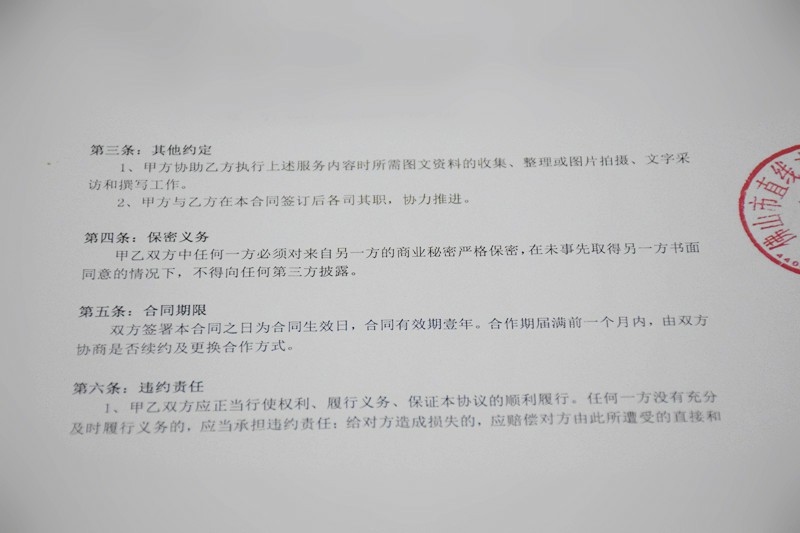 第三条：其他约定
1、甲方协助乙方执行上述服务内容时所需图文资料的收集、整理或图片拍摄、文字采
访和撰写工作。
2、甲方与乙方在本合同签订后各司其职，协力推进。
第四条：保密义务
甲乙双方中任何一方必须对来自另一方的商业秘密严格保密，在未事先取得另一方书面
同意的情况下，不得向任何第三方披露。
第五条：合同期限
双方签署本合同之日为合同生效日，合同有效期壹年。合作期届满前一个月内，由双方
协商是否续约及更换合作方式。
第六条：违约责任
1、甲乙双方应正当行使权利、履行义务、保证本协议的顺利履行。任何一方没有充分
及时履行义务的，应当承担违约责任；给对方造成损失的，应赔偿对方由此所遭受的直接和
佛山市直线